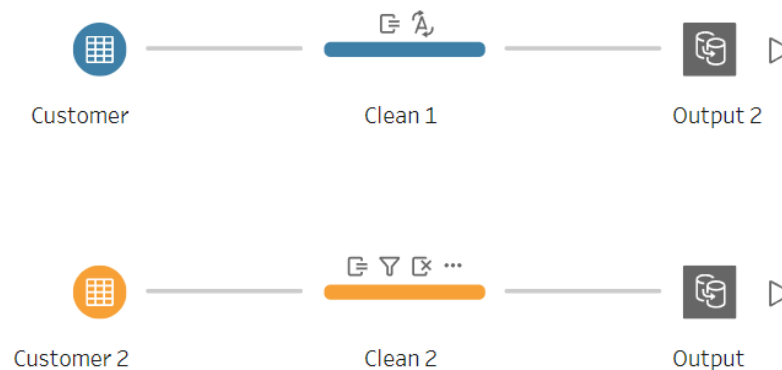 Customer
Clean 1
Output 2
Customer 2
Clean 2
Output